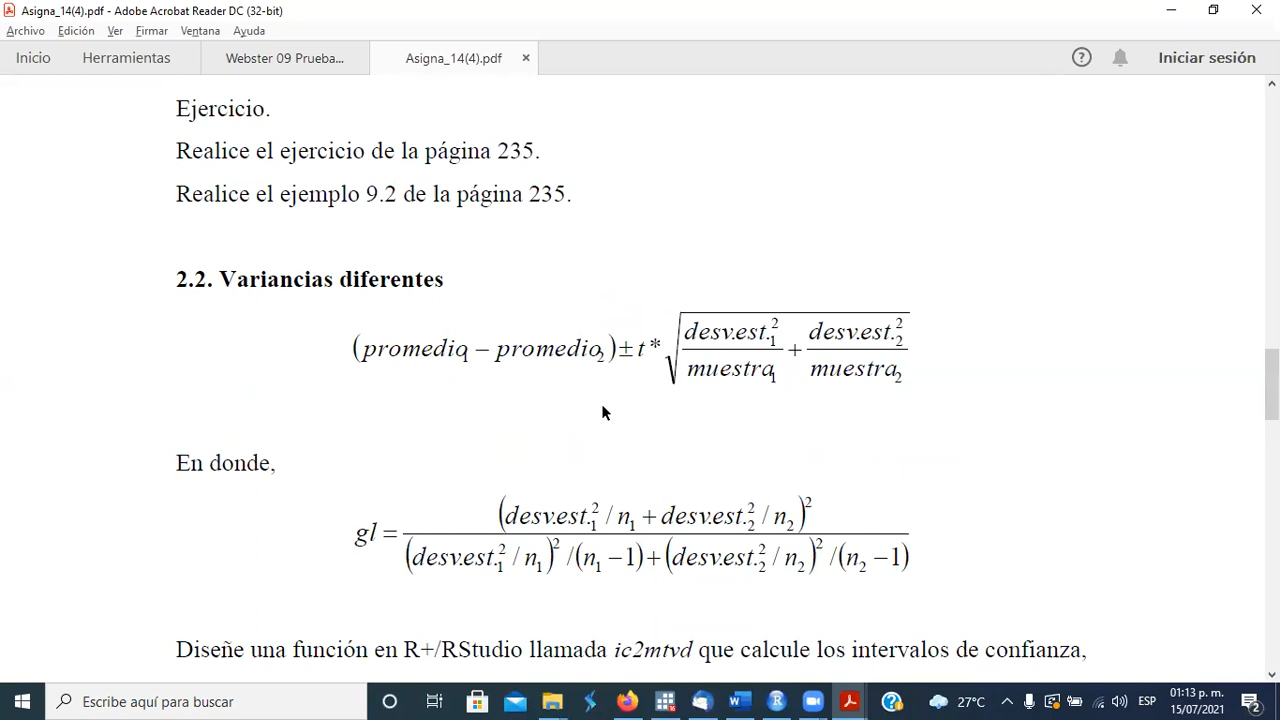 Asigna_14(4).pdf - Adobe Acrobat Reader DC (32-bit)
Archivo Edición Ver Firmar Ventana Ayuda
Inicio Herramientas Webster 09 Prueba... Asigna_14(4).pdf × ? Iniciar sesión
Ejercicio.
Realice el ejercicio de la página 235.
Realice el ejemplo 9.2 de la página 235.
2.2. Variancias diferentes
(promedio₁ − promedio₂) ± t * √(desv.est.₁² / muestra₁ + desv.est.₂² / muestra₂)
En donde,
gl = (desv.est.₁² / n₁ + desv.est.₂² / n₂)² / ((desv.est.₁² / n₁)² / (n₁ − 1) + (desv.est.₂² / n₂)² / (n₂ − 1))
Diseñe una función en R+/RStudio llamada ic2mtvd que calcule los intervalos de confianza,
Escribe aquí para buscar 27°C ESP 01:13 p. m.
15/07/2021 2